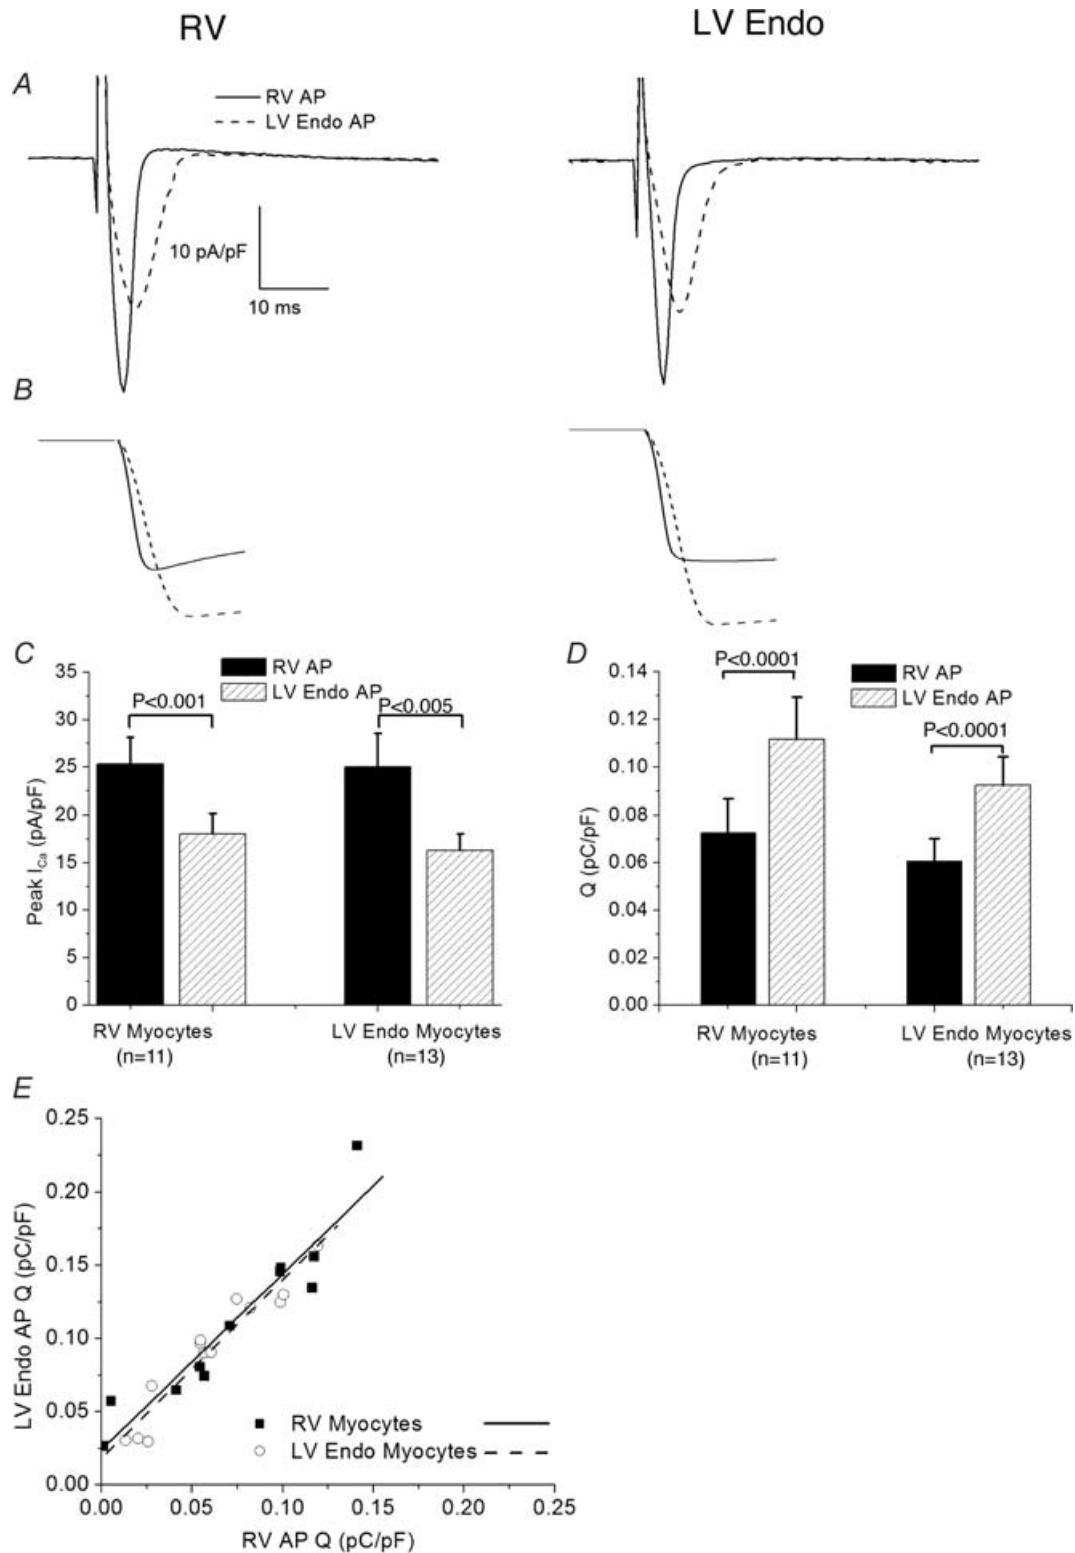 RV
LV Endo
A
RV AP
LV Endo AP
10 pA/pF
10 ms
B
C
RV AP
LV Endo AP
P<0.001
P<0.005
35
30
25
20
15
10
5
0
Peak I_Ca (pA/pF)
RV Myocytes
(n=11)
LV Endo Myocytes
(n=13)
D
RV AP
LV Endo AP
P<0.0001
P<0.0001
0.14
0.12
0.10
0.08
0.06
0.04
0.02
0.00
Q (pC/pF)
RV Myocytes
(n=11)
LV Endo Myocytes
(n=13)
E
0.25
0.20
0.15
0.10
0.05
0.00
LV Endo AP Q (pC/pF)
RV Myocytes
LV Endo Myocytes
0.00 0.05 0.10 0.15 0.20 0.25
RV AP Q (pC/pF)